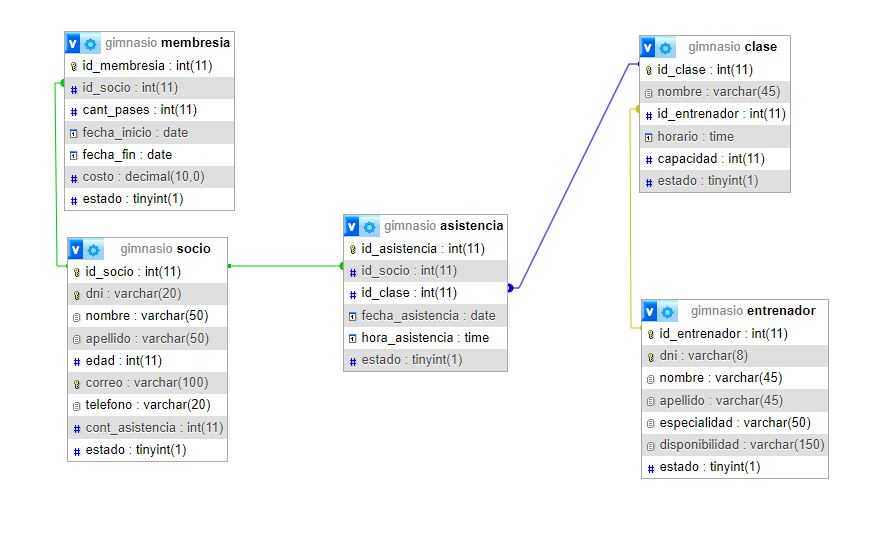 gimnasio membresia
id_membresia : int(11)
id_socio : int(11)
cant_pases : int(11)
fecha_inicio : date
fecha_fin : date
costo : decimal(10,0)
estado : tinyint(1)
gimnasio socio
id_socio : int(11)
dni : varchar(20)
nombre : varchar(50)
apellido : varchar(50)
edad : int(11)
correo : varchar(100)
telefono : varchar(20)
cont_asistencia : int(11)
estado : tinyint(1)
gimnasio asistencia
id_asistencia : int(11)
id_socio : int(11)
id_clase : int(11)
fecha_asistencia : date
hora_asistencia : time
estado : tinyint(1)
gimnasio clase
id_clase : int(11)
nombre : varchar(45)
id_entrenador : int(11)
horario : time
capacidad : int(11)
estado : tinyint(1)
gimnasio entrenador
id_entrenador : int(11)
dni : varchar(8)
nombre : varchar(45)
apellido : varchar(45)
especialidad : varchar(50)
disponibilidad : varchar(150)
estado : tinyint(1)